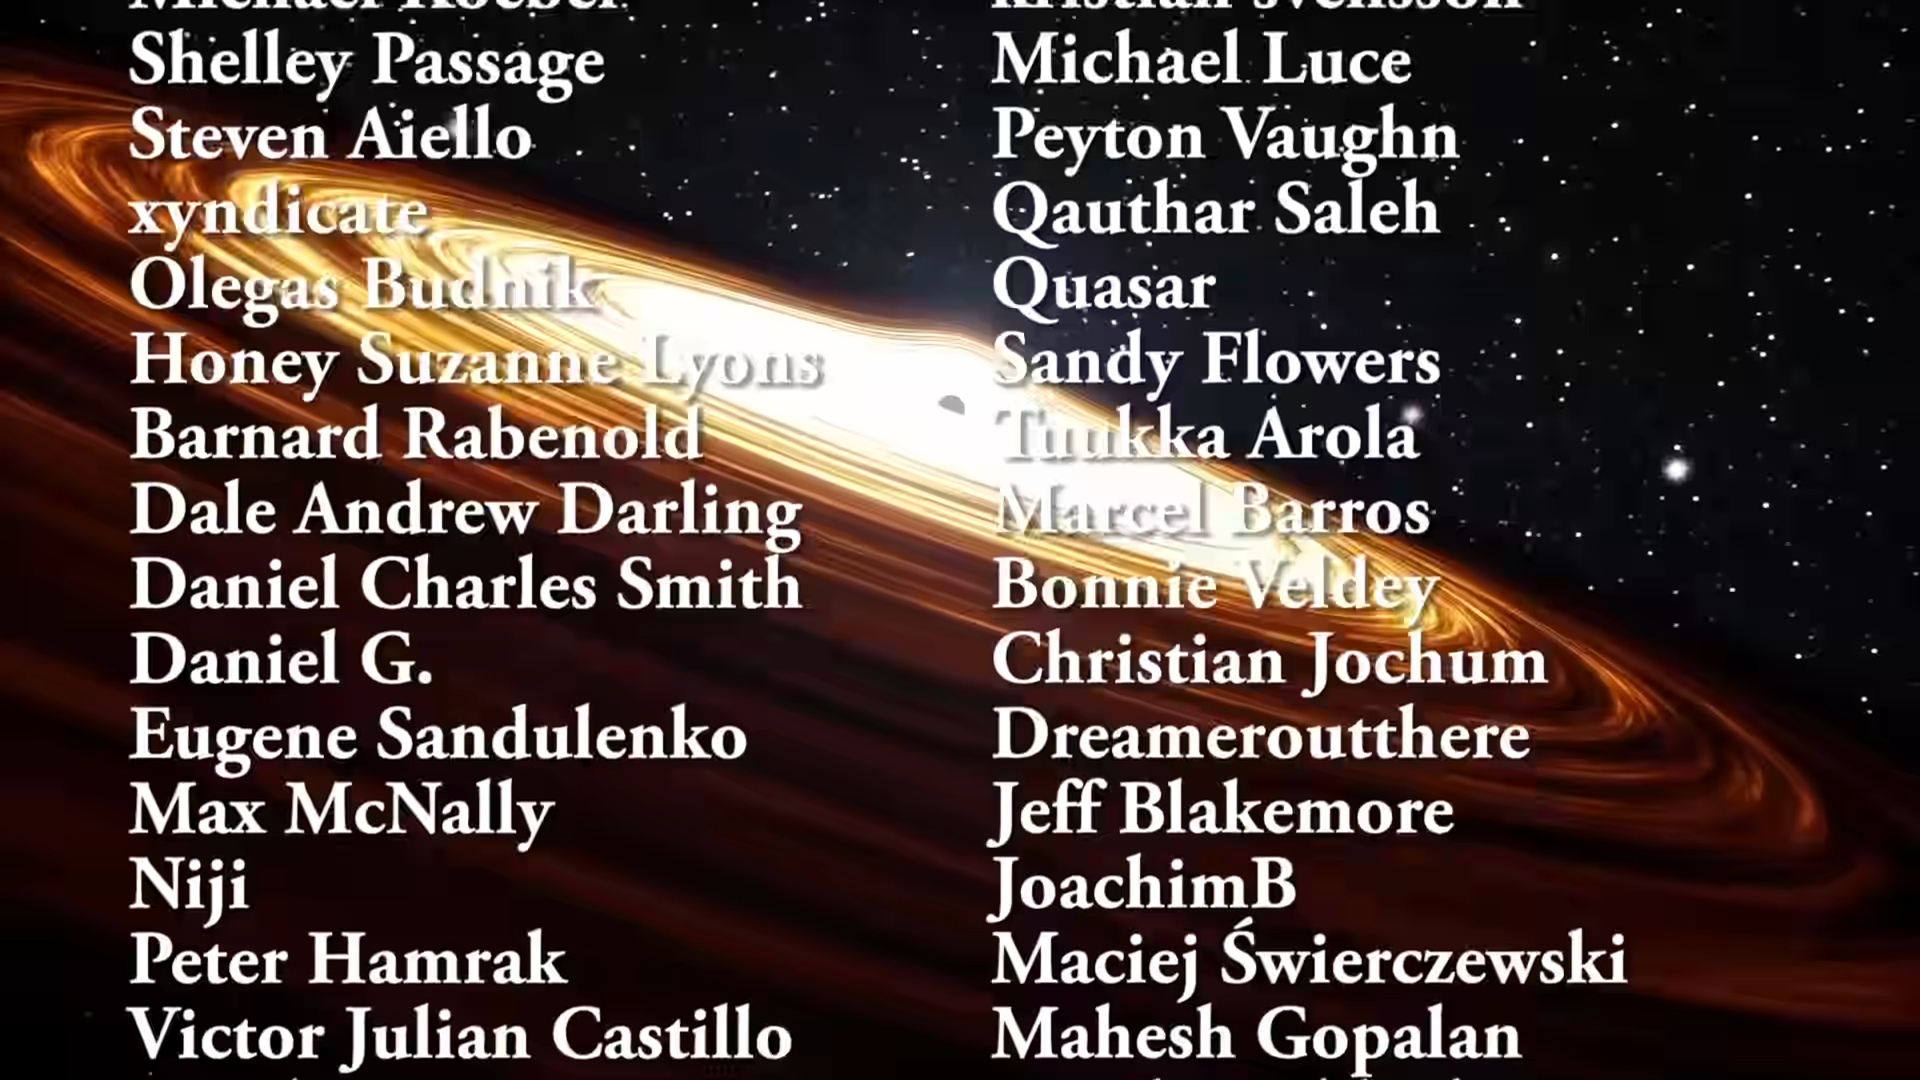 Shelley Passage
Steven Aiello
xyndicate
Olegas Budnik
Honey Suzanne Lyons
Barnard Rabenold
Dale Andrew Darling
Daniel Charles Smith
Daniel G.
Eugene Sandulenko
Max McNally
Niji
Peter Hamrak
Victor Julian Castillo
kristian svensson
Michael Luce
Peyton Vaughn
Qauthar Saleh
Quasar
Sandy Flowers
Tuukka Arola
Marcel Barros
Bonnie Veldey
Christian Jochum
Dreameroutthere
Jeff Blakemore
JoachimB
Maciej Świerczewski
Mahesh Gopalan